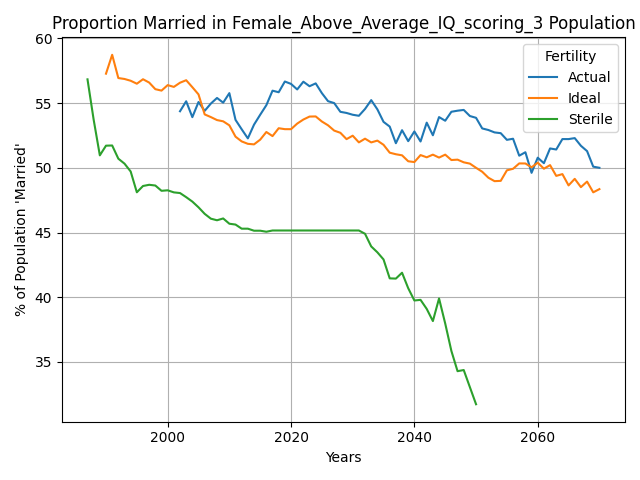 Proportion Married in Female_Above_Average_IQ_scoring_3 Population
60
55
50
45
40
35
% of Population 'Married'
Fertility
Actual
Ideal
Sterile
2000
2020
2040
2060
Years